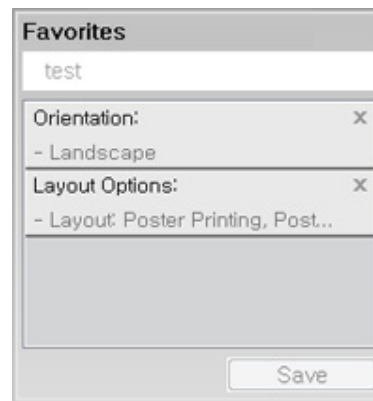 Favorites
test
Orientation: x
- Landscape
Layout Options: x
- Layout: Poster Printing, Post...
Save